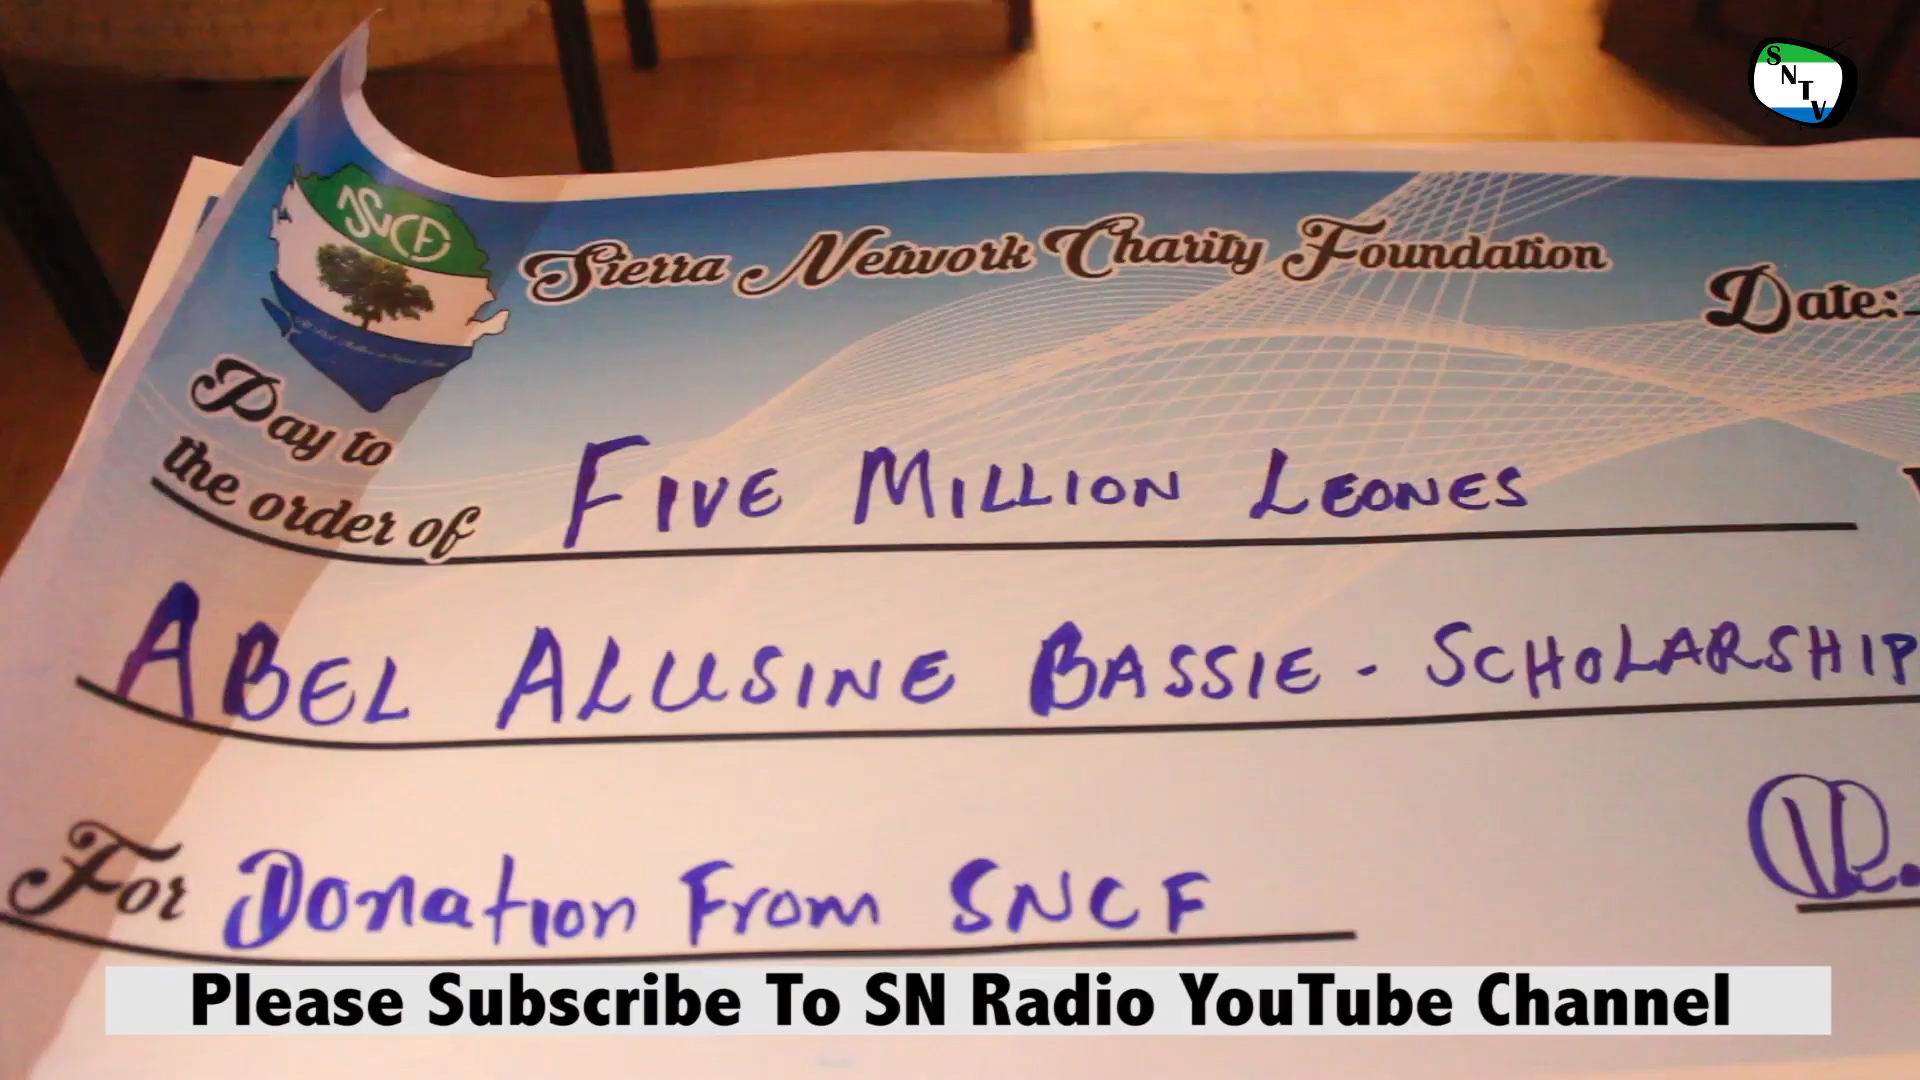 S
N
T
V
SNCF
Sierra Network Charity Foundation
Date:
Pay to
the order of FIVE MILLION LEONES
ABEL ALUSINE BASSIE - SCHOLARSHIP
For Donation From SNCF
Please Subscribe To SN Radio YouTube Channel